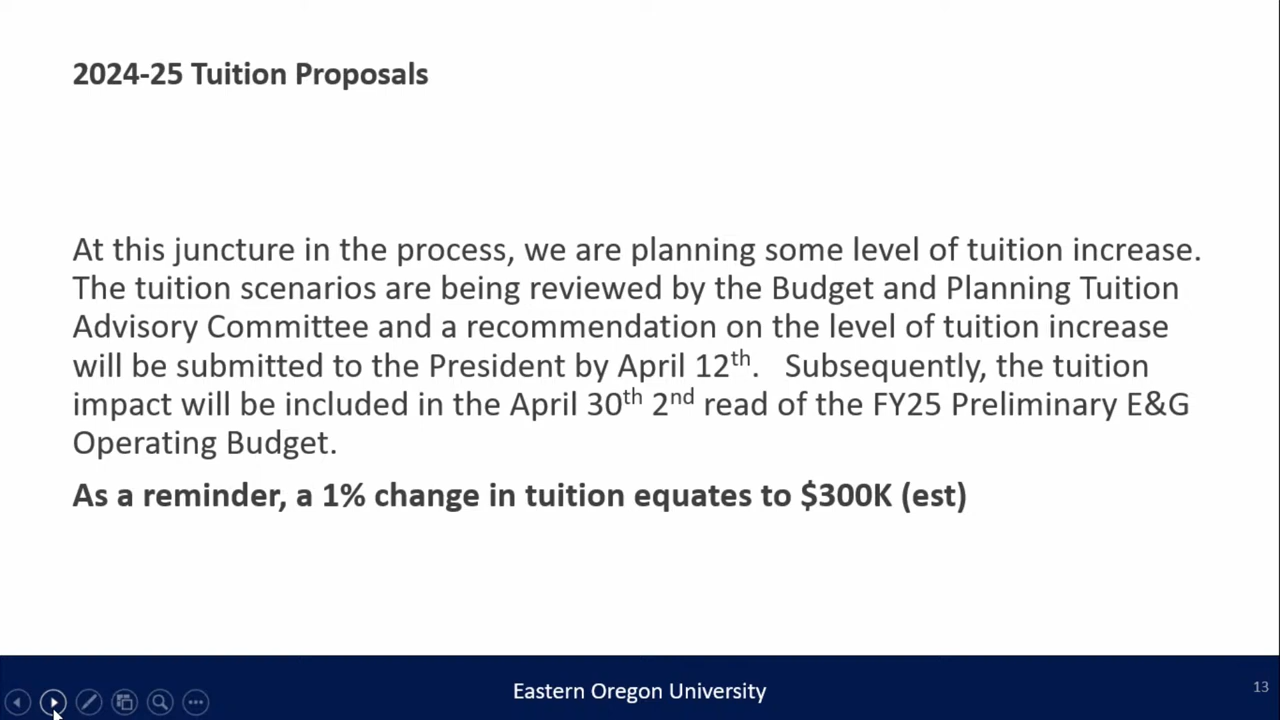 2024-25 Tuition Proposals
At this juncture in the process, we are planning some level of tuition increase.
The tuition scenarios are being reviewed by the Budget and Planning Tuition
Advisory Committee and a recommendation on the level of tuition increase
will be submitted to the President by April 12th.   Subsequently, the tuition
impact will be included in the April 30th 2nd read of the FY25 Preliminary E&G
Operating Budget.
As a reminder, a 1% change in tuition equates to $300K (est)
Eastern Oregon University
13